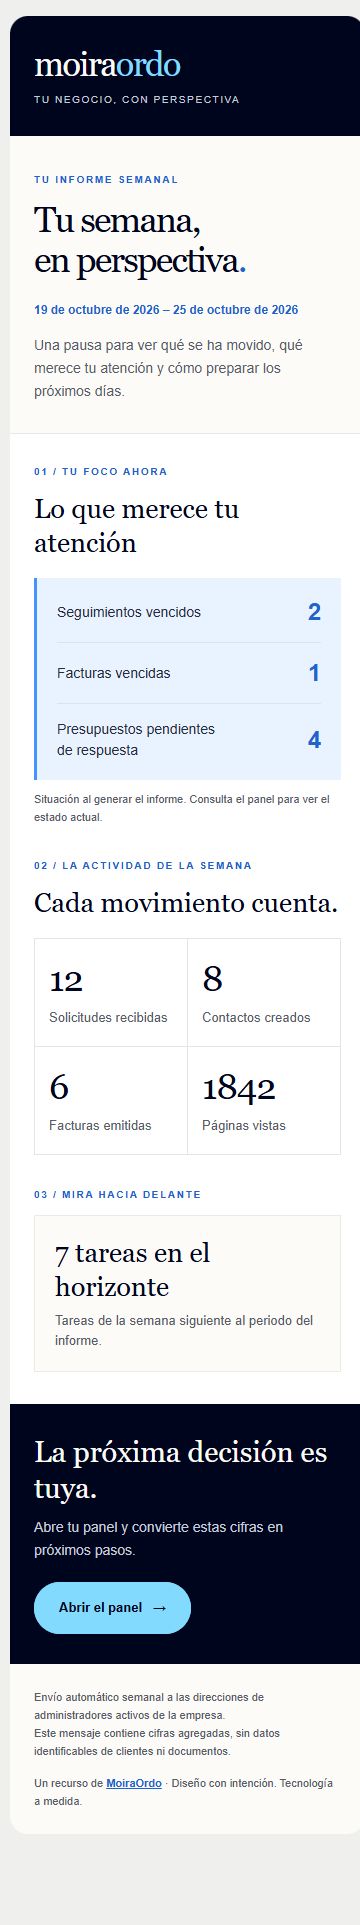 moiraordo
TU NEGOCIO, CON PERSPECTIVA
TU INFORME SEMANAL
Tu semana,
en perspectiva.
19 de octubre de 2026 – 25 de octubre de 2026
Una pausa para ver qué se ha movido, qué
merece tu atención y cómo preparar los
próximos días.
01 / TU FOCO AHORA
Lo que merece tu
atención
Seguimientos vencidos 2
Facturas vencidas 1
Presupuestos pendientes
de respuesta 4
Situación al generar el informe. Consulta el panel para ver el
estado actual.
02 / LA ACTIVIDAD DE LA SEMANA
Cada movimiento cuenta.
12 8
Solicitudes recibidas Contactos creados
6 1842
Facturas emitidas Páginas vistas
03 / MIRA HACIA DELANTE
7 tareas en el
horizonte
Tareas de la semana siguiente al periodo del
informe.
La próxima decisión es
tuya.
Abre tu panel y convierte estas cifras en
próximos pasos.
Abrir el panel →
Envío automático semanal a las direcciones de
administradores activos de la empresa.
Este mensaje contiene cifras agregadas, sin datos
identificables de clientes ni documentos.
Un recurso de MoiraOrdo · Diseño con intención. Tecnología
a medida.